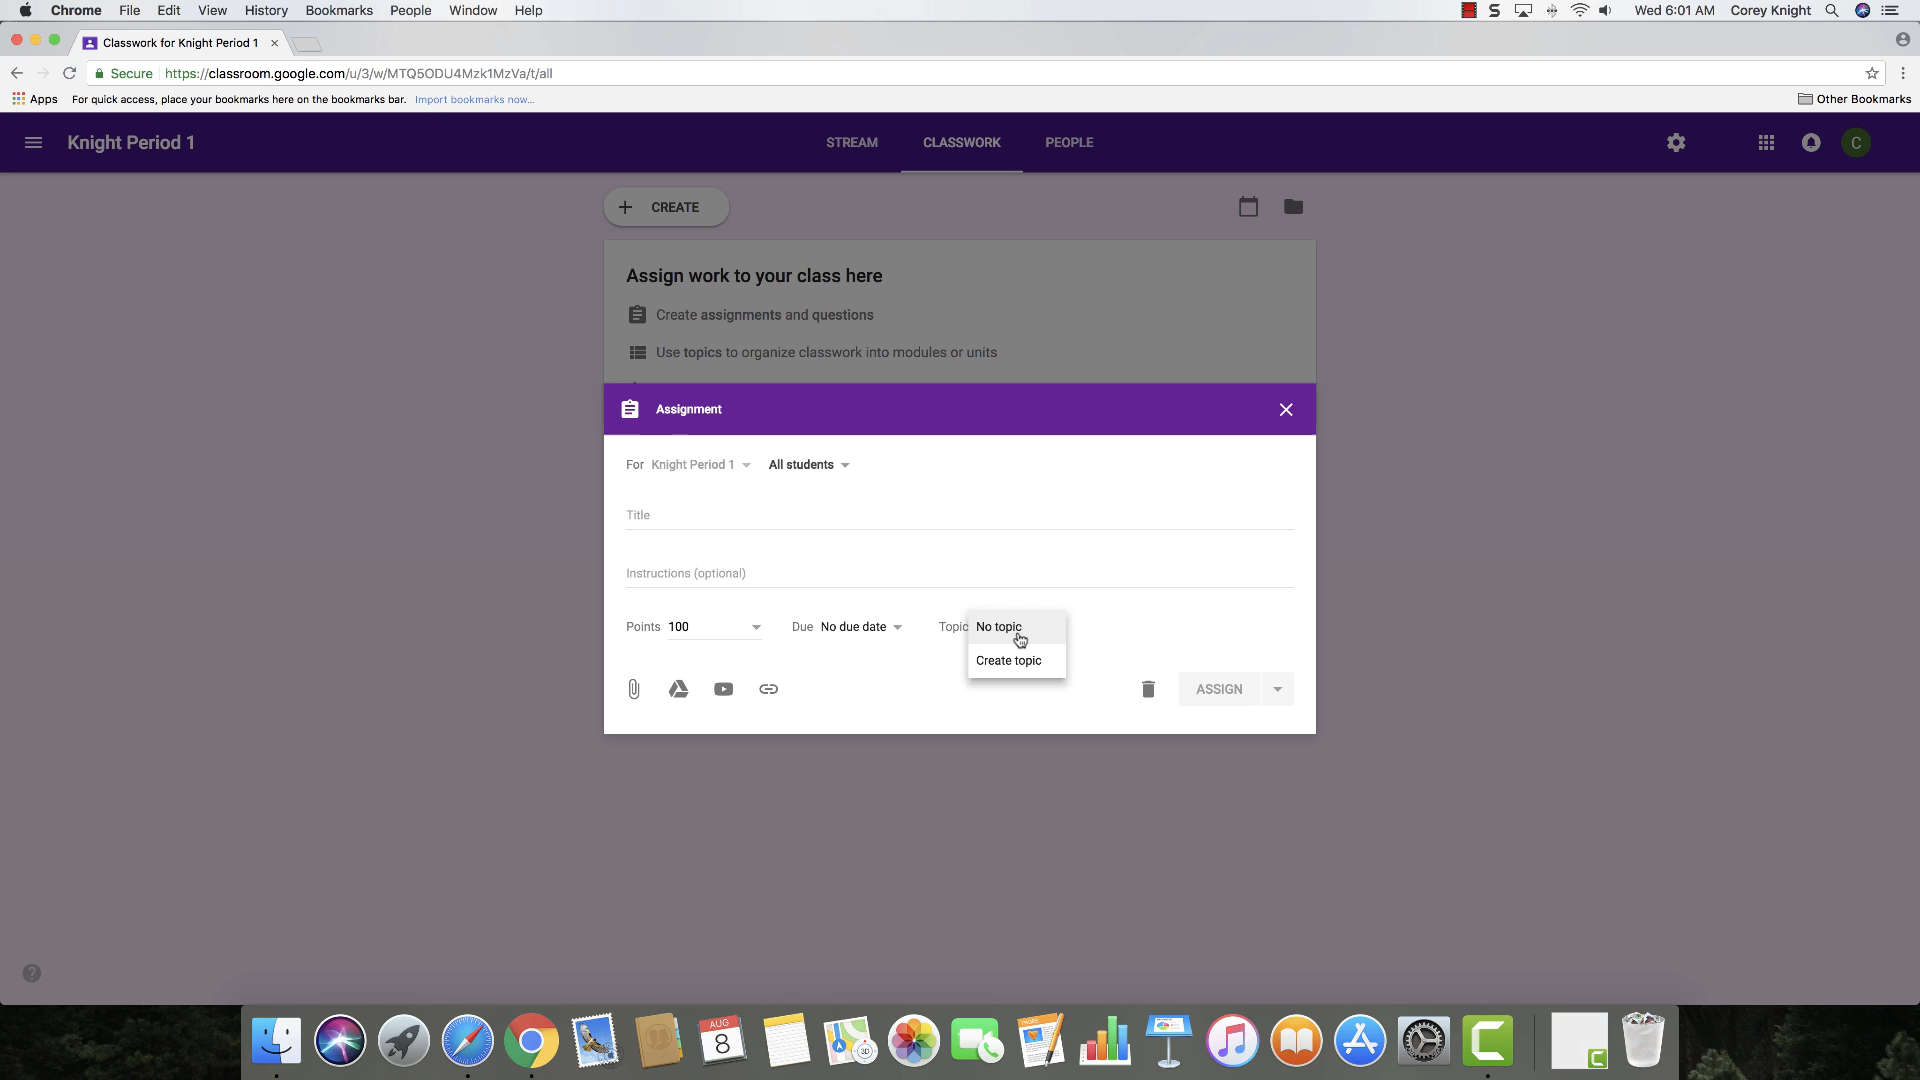 Chrome File Edit View History Bookmarks People Window Help
Wed 6:01 AM Corey Knight
Classwork for Knight Period 1
Secure https://classroom.google.com/u/3/w/MTQ5ODU4Mzk1MzVa/t/all
Apps For quick access, place your bookmarks here on the bookmarks bar. Import bookmarks now...
Other Bookmarks
Knight Period 1
STREAM CLASSWORK PEOPLE
C
+ CREATE
Assign work to your class here
Create assignments and questions
Use topics to organize classwork into modules or units
Assignment
For Knight Period 1 All students
Title
Instructions (optional)
Points 100 Due No due date Topic No topic
Create topic
ASSIGN
AUG
8
3D